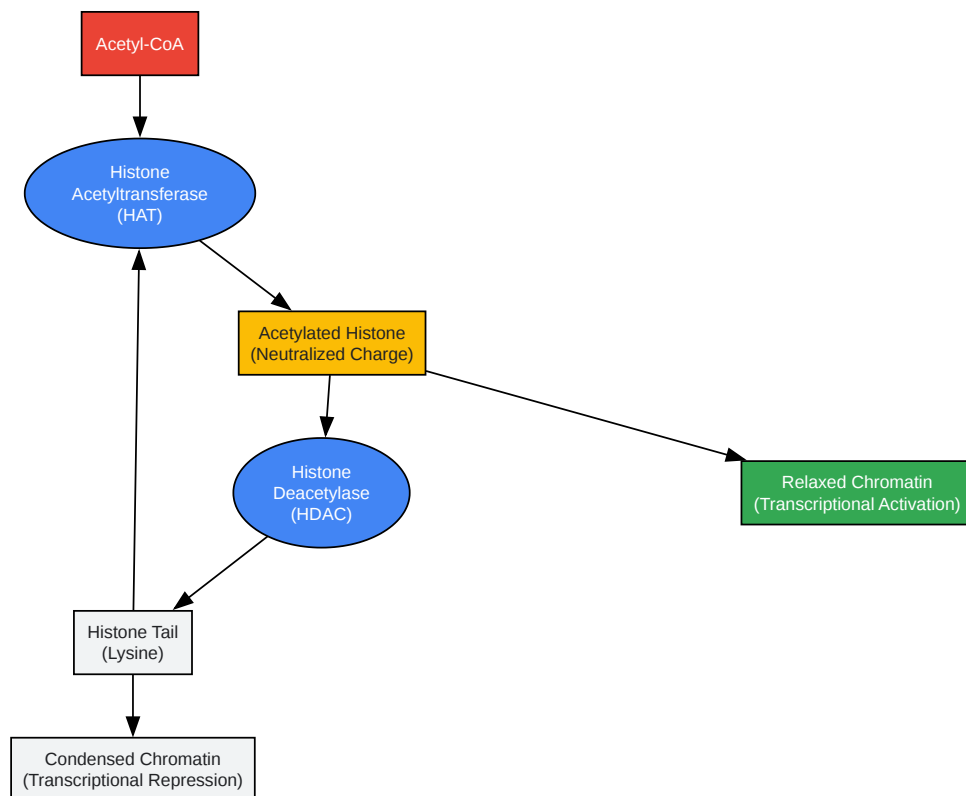 Acetyl-CoA
Histone
Acetyltransferase
(HAT)
Acetylated Histone
(Neutralized Charge)
Histone
Deacetylase
(HDAC)
Relaxed Chromatin
(Transcriptional Activation)
Histone Tail
(Lysine)
Condensed Chromatin
(Transcriptional Repression)